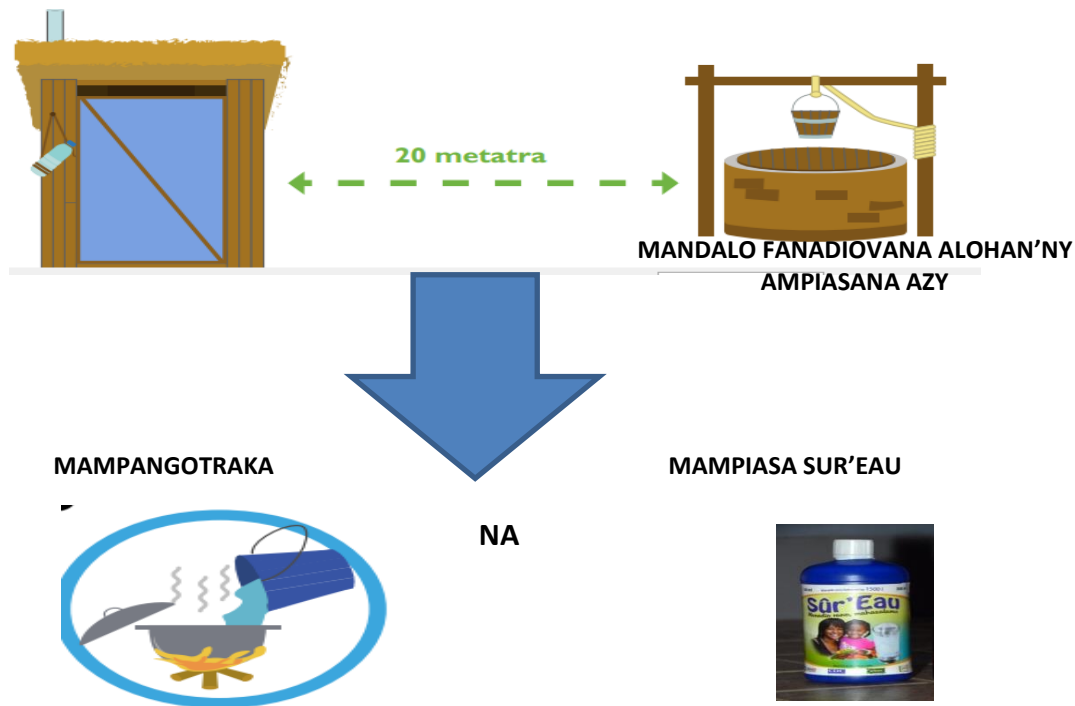 20 metatra
MANDALO FANADIOVANA ALOHAN'NY
AMPIASANA AZY
MAMPANGOTRAKA
MAMPIASA SUR'EAU
NA
Sûr'Eau